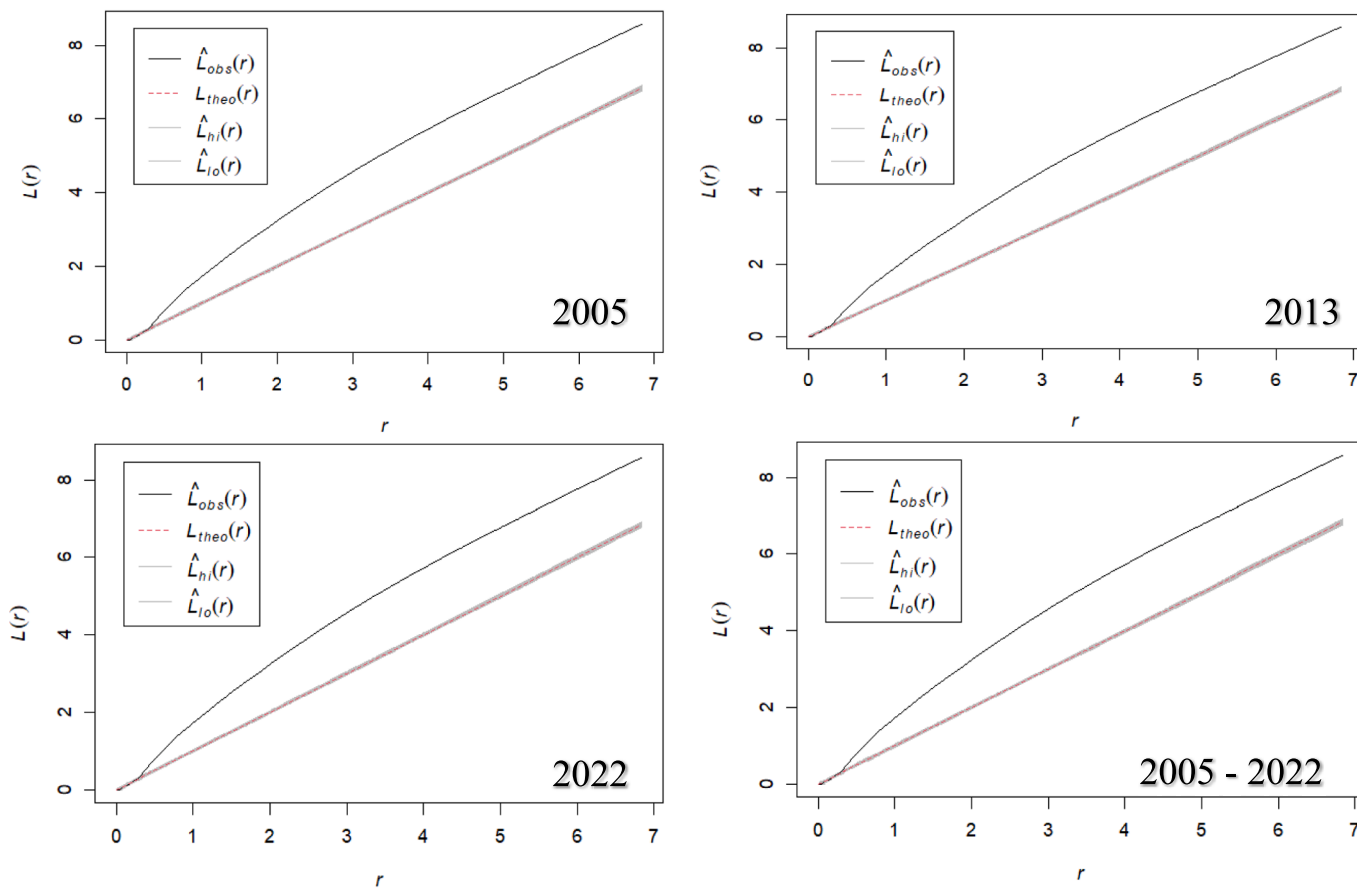 L̂obs(r)
Ltheo(r)
L̂hi(r)
L̂lo(r)
8
6
4
2
0
L(r)
2005
0 1 2 3 4 5 6 7
r
L̂obs(r)
Ltheo(r)
L̂hi(r)
L̂lo(r)
8
6
4
2
0
L(r)
2013
0 1 2 3 4 5 6 7
r
L̂obs(r)
Ltheo(r)
L̂hi(r)
L̂lo(r)
8
6
4
2
0
L(r)
2022
0 1 2 3 4 5 6 7
r
L̂obs(r)
Ltheo(r)
L̂hi(r)
L̂lo(r)
8
6
4
2
0
L(r)
2005 - 2022
0 1 2 3 4 5 6 7
r